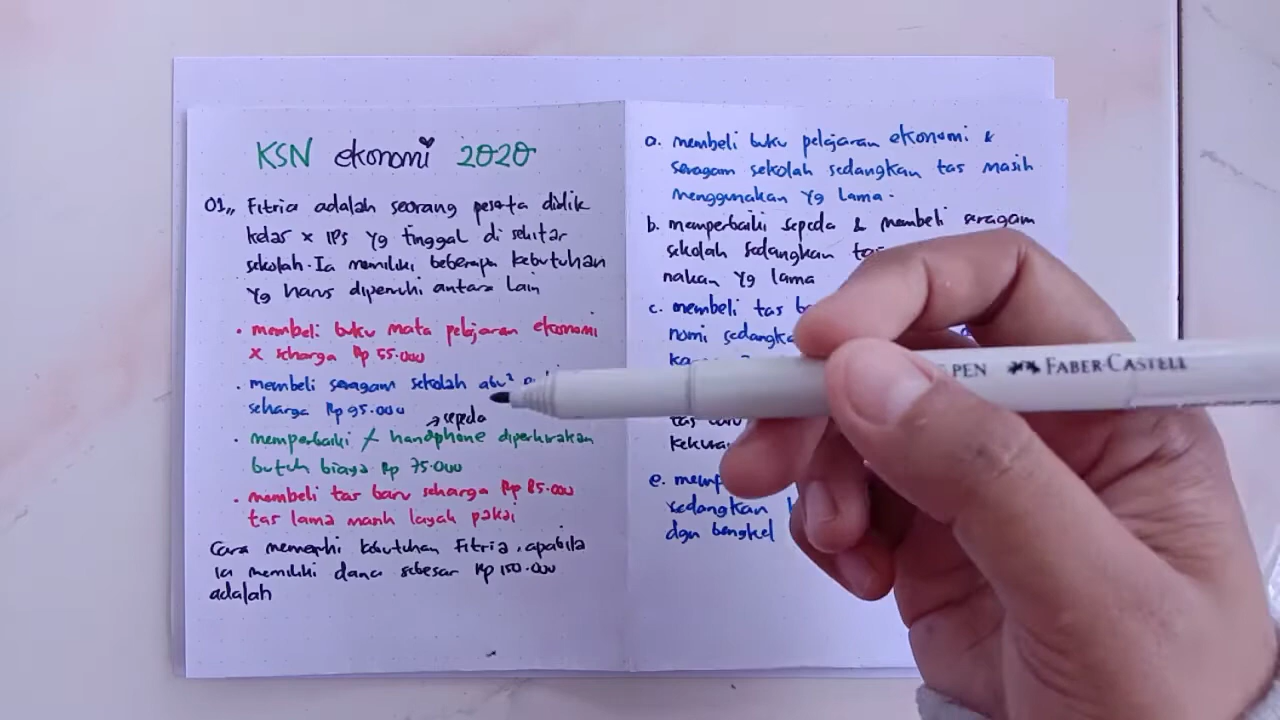 KSN ekonomi 2020
01,, Fitria adalah seorang peserta didik
kelas x IPS yg tinggal di sekitar
sekolah. Ia memiliki beberapa kebutuhan
yg harus dipenuhi antara lain
• membeli buku mata pelajaran ekonomi
x seharga Rp 55.000
• membeli seragam sekolah abu²
seharga Rp 95.000
→ sepeda
• memperbaiki handphone diperkirakan
butuh biaya Rp 75.000
• membeli tas baru seharga Rp 85.000
tas lama masih layak pakai
Cara memenuhi kebutuhan Fitria, apabila
ia memiliki dana sebesar Rp 150.000
adalah
a. membeli buku pelajaran ekonomi &
seragam sekolah sedangkan tas masih
menggunakan yg lama.
b. memperbaiki sepeda & membeli seragam
sekolah sedangkan
nakan yg lama
c. membeli tas
nomi
e.
sedangkan
dgn bengkel
PEN FABER-CASTELL